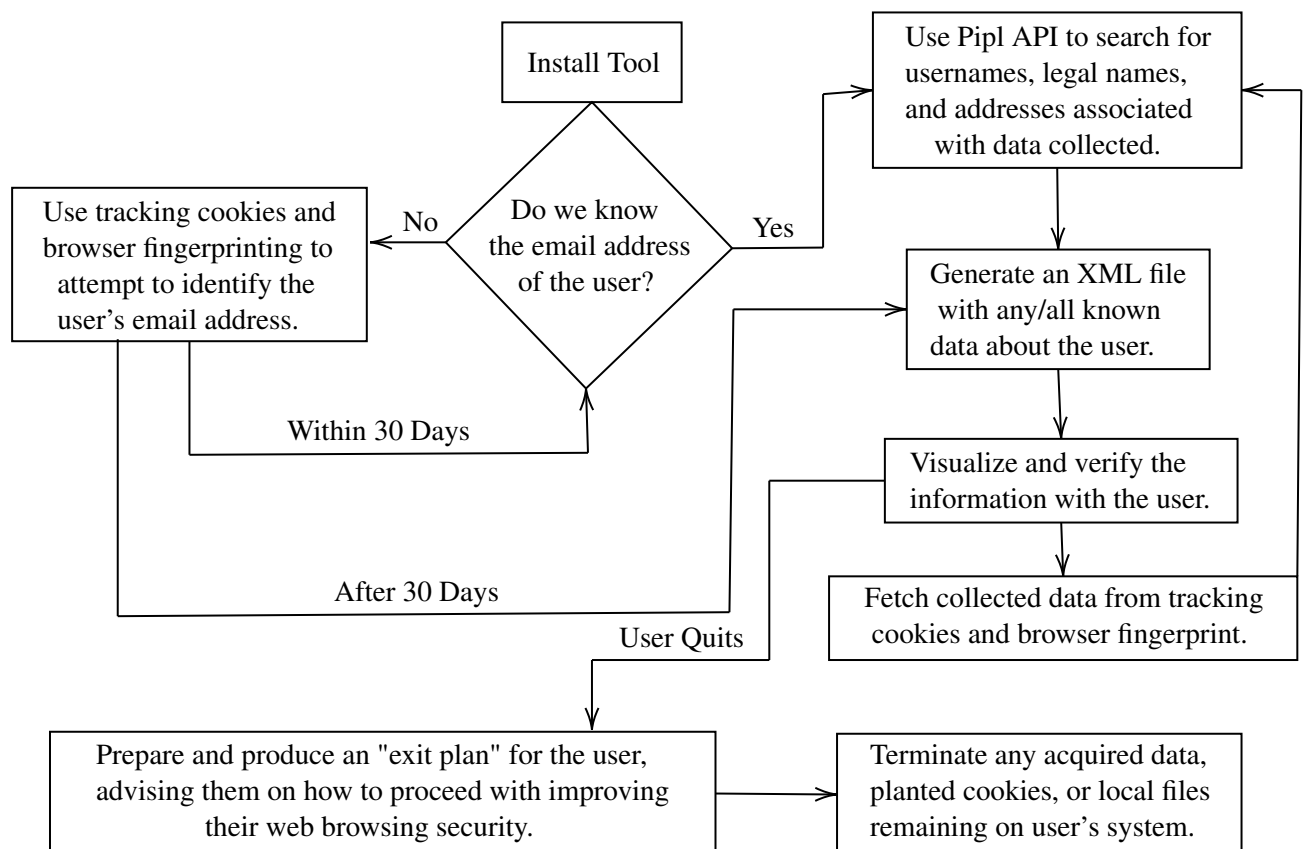 Install Tool
Use Pipl API to search for
usernames, legal names,
and addresses associated
with data collected.
Use tracking cookies and
browser fingerprinting to
attempt to identify the
user's email address.
No
Do we know
the email address
of the user?
Yes
Generate an XML file
with any/all known
data about the user.
Within 30 Days
Visualize and verify the
information with the user.
After 30 Days
Fetch collected data from tracking
cookies and browser fingerprint.
User Quits
Prepare and produce an "exit plan" for the user,
advising them on how to proceed with improving
their web browsing security.
Terminate any acquired data,
planted cookies, or local files
remaining on user's system.